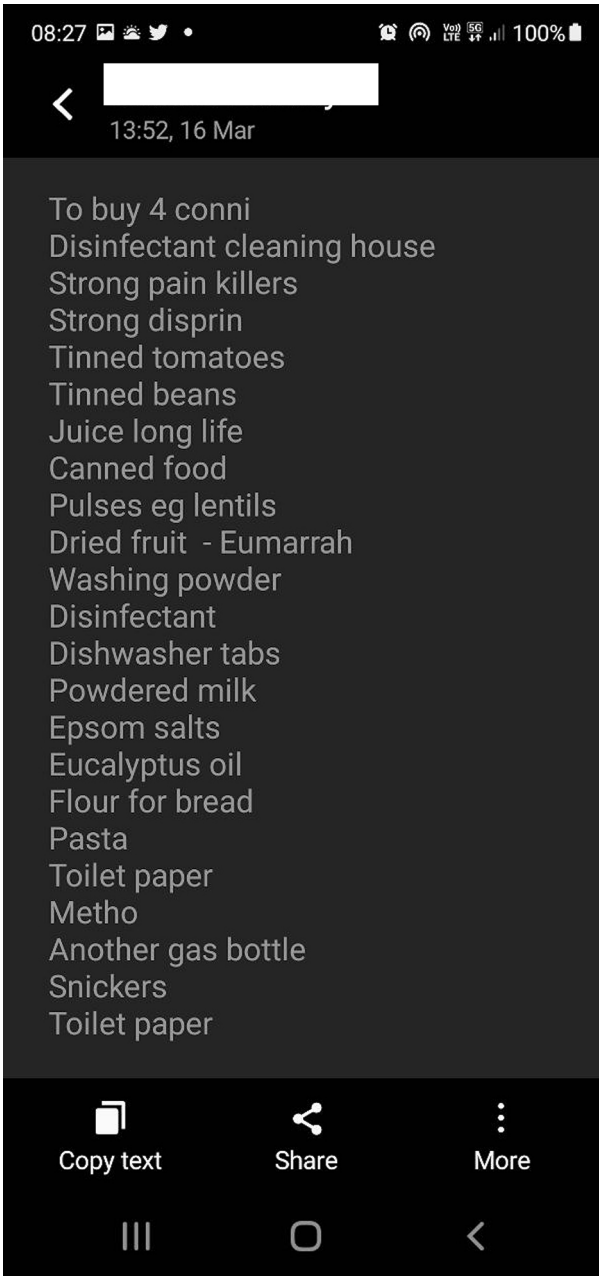 08:27 100%
13:52, 16 Mar
To buy 4 conni
Disinfectant cleaning house
Strong pain killers
Strong disprin
Tinned tomatoes
Tinned beans
Juice long life
Canned food
Pulses eg lentils
Dried fruit  - Eumarrah
Washing powder
Disinfectant
Dishwasher tabs
Powdered milk
Epsom salts
Eucalyptus oil
Flour for bread
Pasta
Toilet paper
Metho
Another gas bottle
Snickers
Toilet paper
Copy text Share More